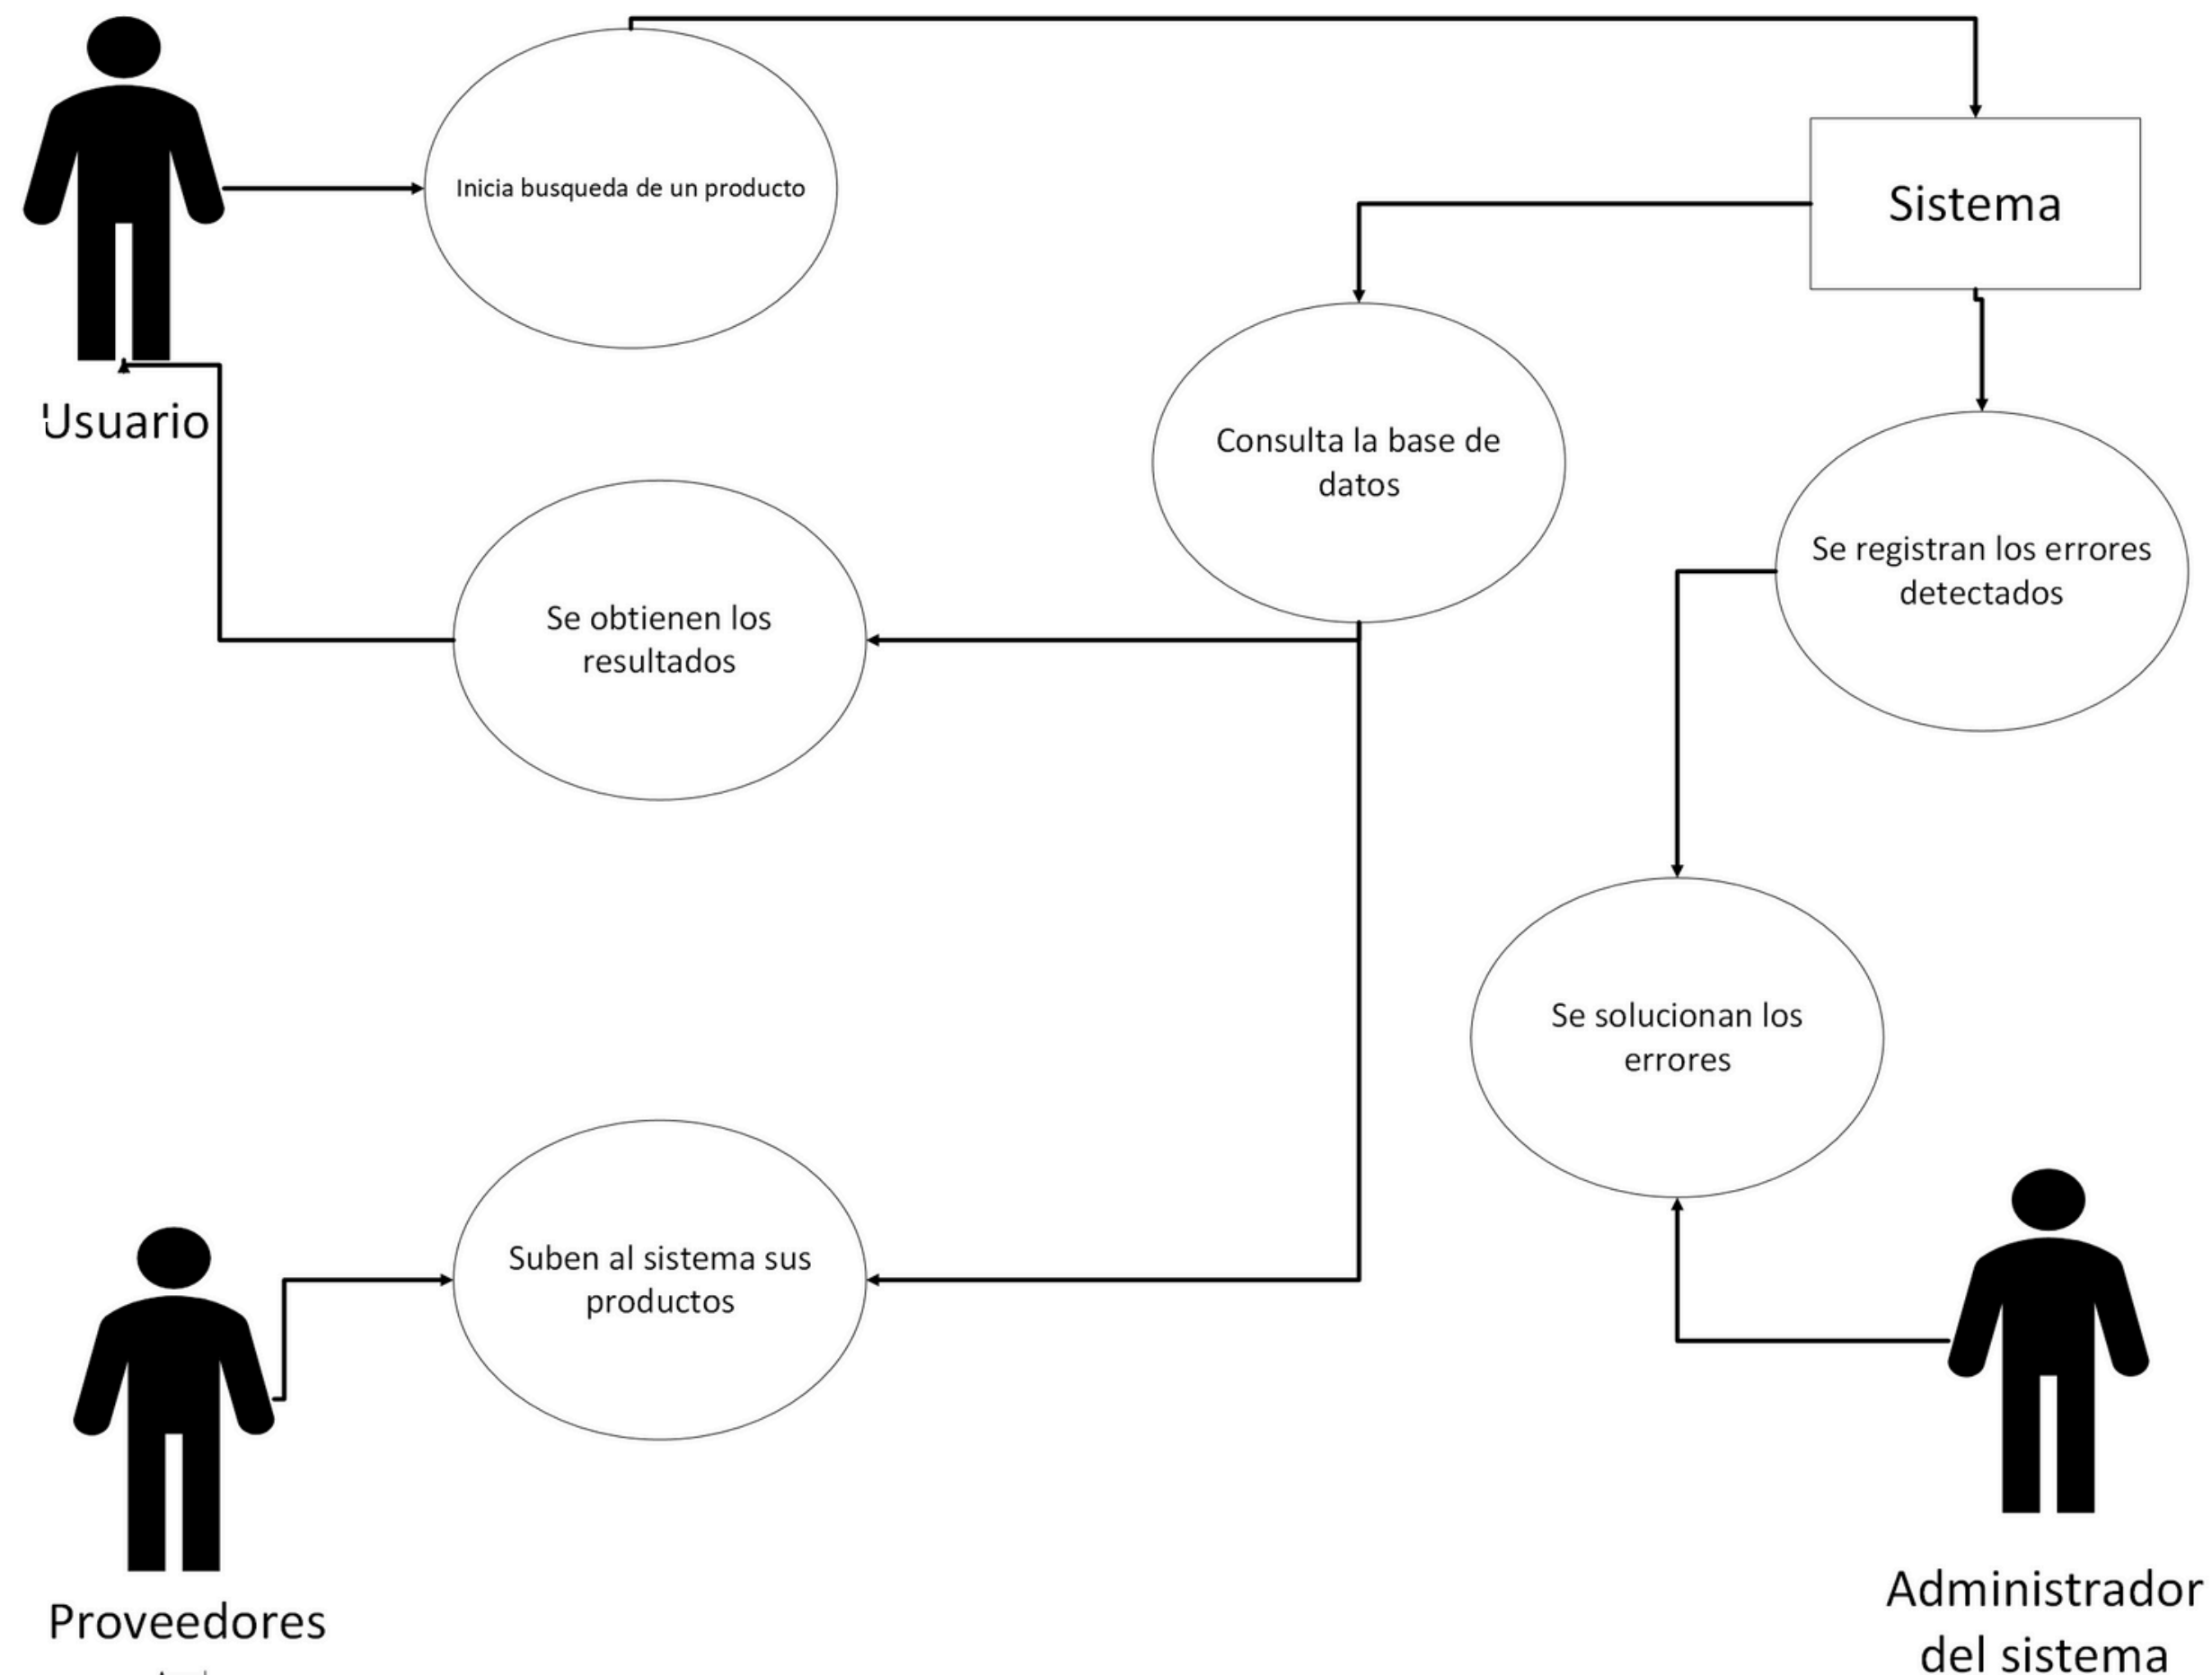 Inicia busqueda de un producto
Sistema
Usuario
Consulta la base de
datos
Se registran los errores
detectados
Se obtienen los
resultados
Se solucionan los
errores
Suben al sistema sus
productos
Proveedores
Administrador
del sistema